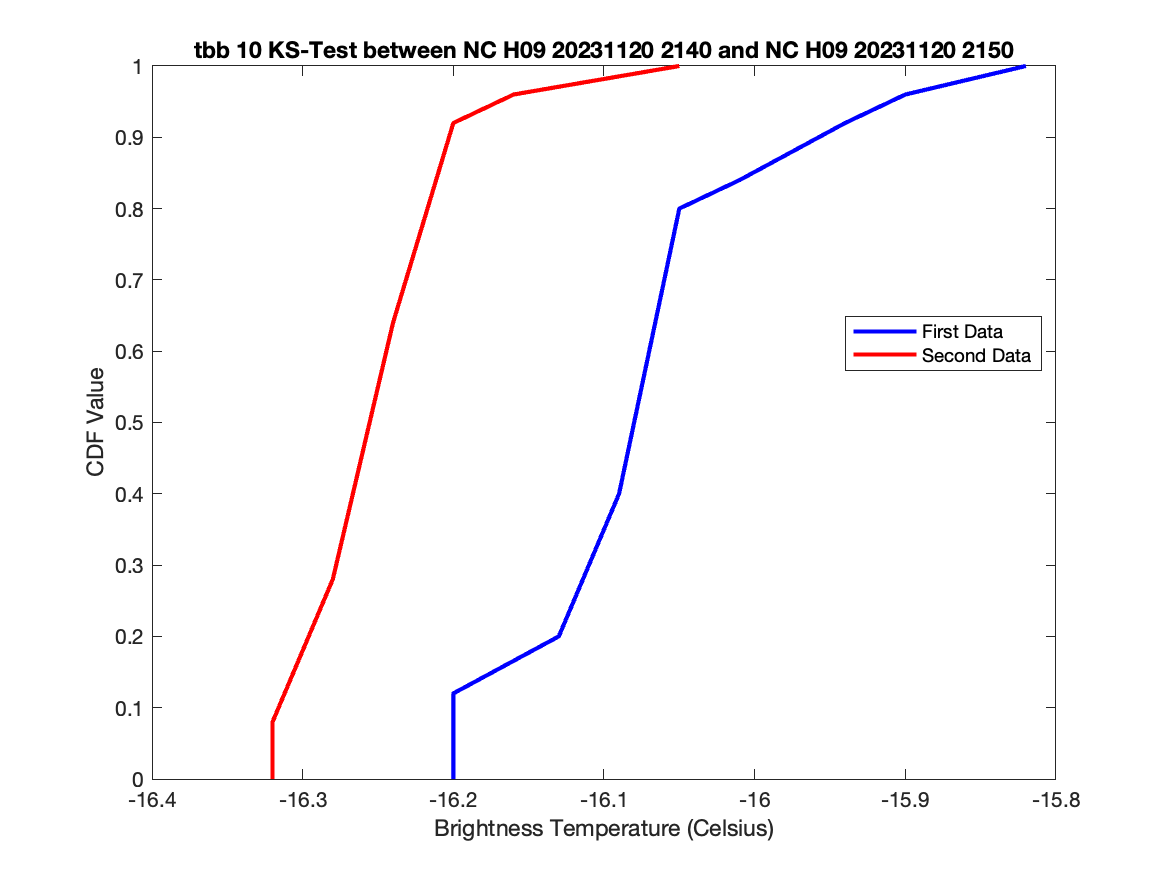 tbb 10 KS-Test between NC H09 20231120 2140 and NC H09 20231120 2150
1
0.9
0.8
0.7
0.6
0.5
0.4
0.3
0.2
0.1
0
CDF Value
First Data
Second Data
-16.4 -16.3 -16.2 -16.1 -16 -15.9 -15.8
Brightness Temperature (Celsius)